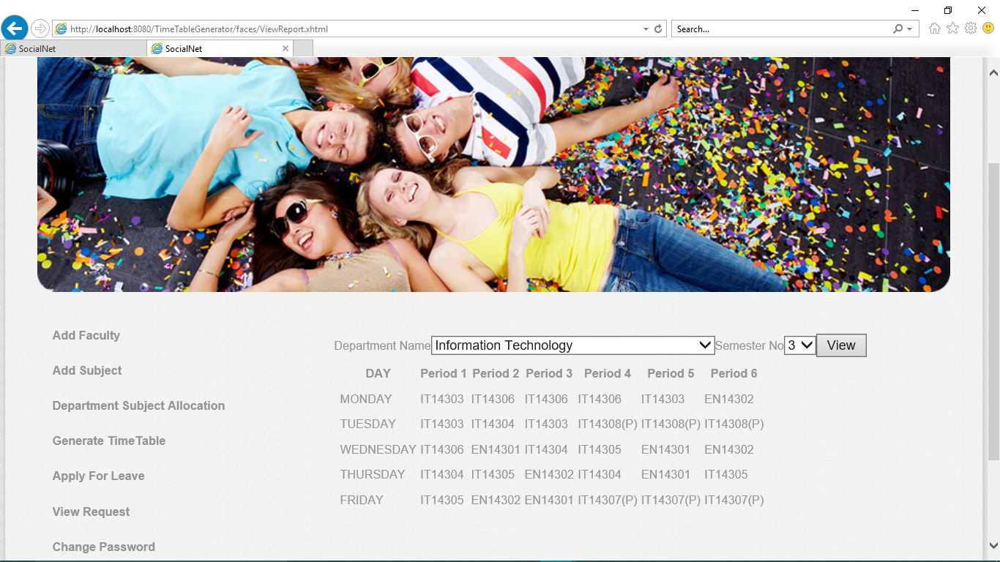 http://localhost:8080/TimeTableGenerator/faces/ViewReport.xhtml
Search...
SocialNet
SocialNet
Add Faculty
Add Subject
Department Subject Allocation
Generate TimeTable
Apply For Leave
View Request
Change Password
Department Name Information Technology Semester No 3 View
DAY Period 1 Period 2 Period 3 Period 4 Period 5 Period 6
MONDAY IT14303 IT14306 IT14306 IT14306 IT14303 EN14302
TUESDAY IT14303 IT14304 IT14303 IT14308(P) IT14308(P) IT14308(P)
WEDNESDAY IT14306 EN14301 IT14304 IT14305 EN14301 EN14302
THURSDAY IT14304 IT14305 EN14302 IT14304 EN14301 IT14305
FRIDAY IT14305 EN14302 EN14301 IT14307(P) IT14307(P) IT14307(P)